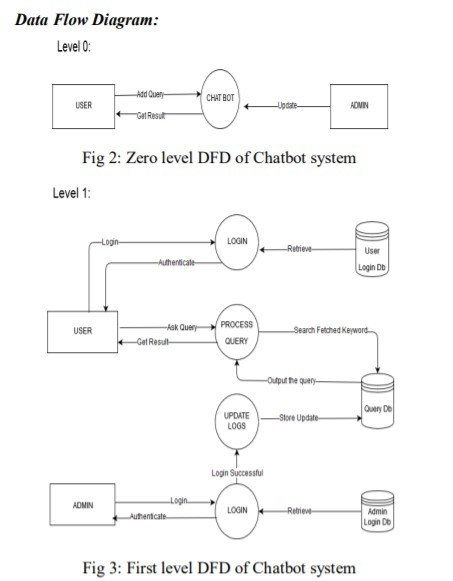 Data Flow Diagram:
Level 0:
Add Query
USER
CHAT BOT
Update
ADMIN
Get Result
Fig 2: Zero level DFD of Chatbot system
Level 1:
Login
LOGIN
Retrieve
User
Login Db
Authenticate
USER
Ask Query
PROCESS
QUERY
Search Fetched Keyword
Get Result
Output the query
Query Db
UPDATE
LOGS
Store Update
Login Successful
ADMIN
Login
LOGIN
Retrieve
Admin
Login Db
Authenticate
Fig 3: First level DFD of Chatbot system